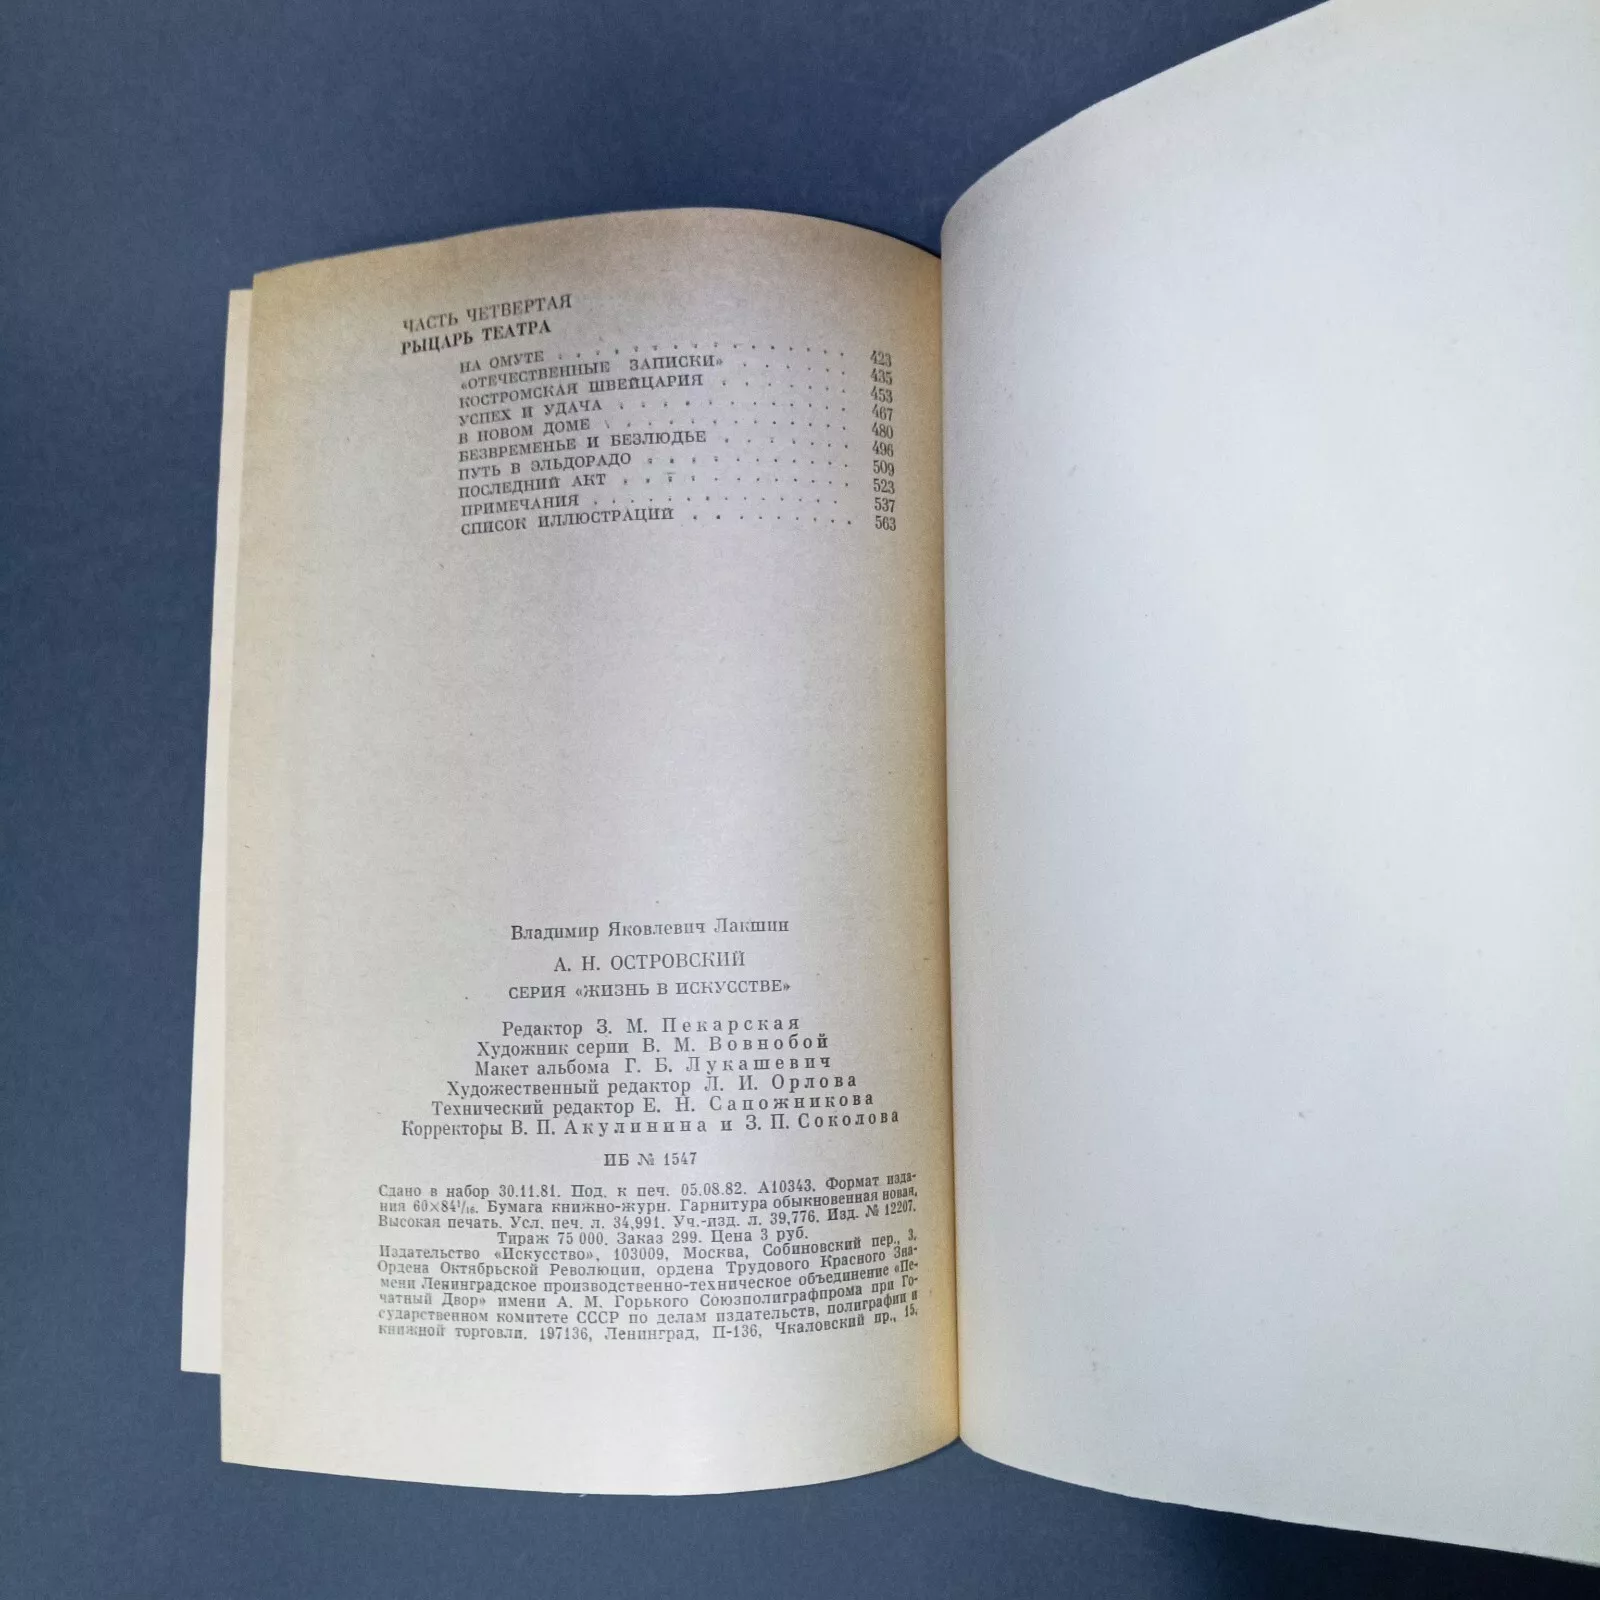 ЧАСТЬ ЧЕТВЕРТАЯ
РЫЦАРЬ ТЕАТРА
НА ОМУТЕ . . . . . . . . . . . . . . . . 423
«ОТЕЧЕСТВЕННЫЕ ЗАПИСКИ» . . . . . . 435
КОСТРОМСКАЯ ШВЕЙЦАРИЯ . . . . . . . 453
УСПЕХ И УДАЧА . . . . . . . . . . . 467
В НОВОМ ДОМЕ . . . . . . . . . . . 480
БЕЗВРЕМЕНЬЕ И БЕЗЛЮДЬЕ . . . . . . . 496
ПУТЬ В ЭЛЬДОРАДО . . . . . . . . . . 509
ПОСЛЕДНИЙ АКТ . . . . . . . . . . . 523
ПРИМЕЧАНИЯ . . . . . . . . . . . . 537
СПИСОК ИЛЛЮСТРАЦИЙ . . . . . . . . . 563
Владимир Яковлевич Лакшин
А. Н. ОСТРОВСКИЙ
СЕРИЯ «ЖИЗНЬ В ИСКУССТВЕ»
Редактор З. М. Пекарская
Художник серии В. М. Вовнобой
Макет альбома Г. Б. Лукашевич
Художественный редактор Л. И. Орлова
Технический редактор Е. Н. Сапожникова
Корректоры В. П. Акулинина и З. П. Соколова
ИБ № 1547
Сдано в набор 30.11.81. Под. к печ. 05.08.82. А10343. Формат изда-
ния 60×84¹/₁₆. Бумага книжно-журн. Гарнитура обыкновенная новая.
Высокая печать. Усл. печ. л. 34,991. Уч.-изд. л. 39,776. Изд. № 12207.
Тираж 75 000. Заказ 299. Цена 3 руб.
Издательство «Искусство», 103009, Москва, Собиновский пер., 3.
Ордена Октябрьской Революции, ордена Трудового Красного Зна-
мени Ленинградское производственно-техническое объединение «Пе-
чатный Двор» имени А. М. Горького Союзполиграфпрома при Го-
сударственном комитете СССР по делам издательств, полиграфии и
книжной торговли. 197136, Ленинград, П-136, Чкаловский пр., 15.